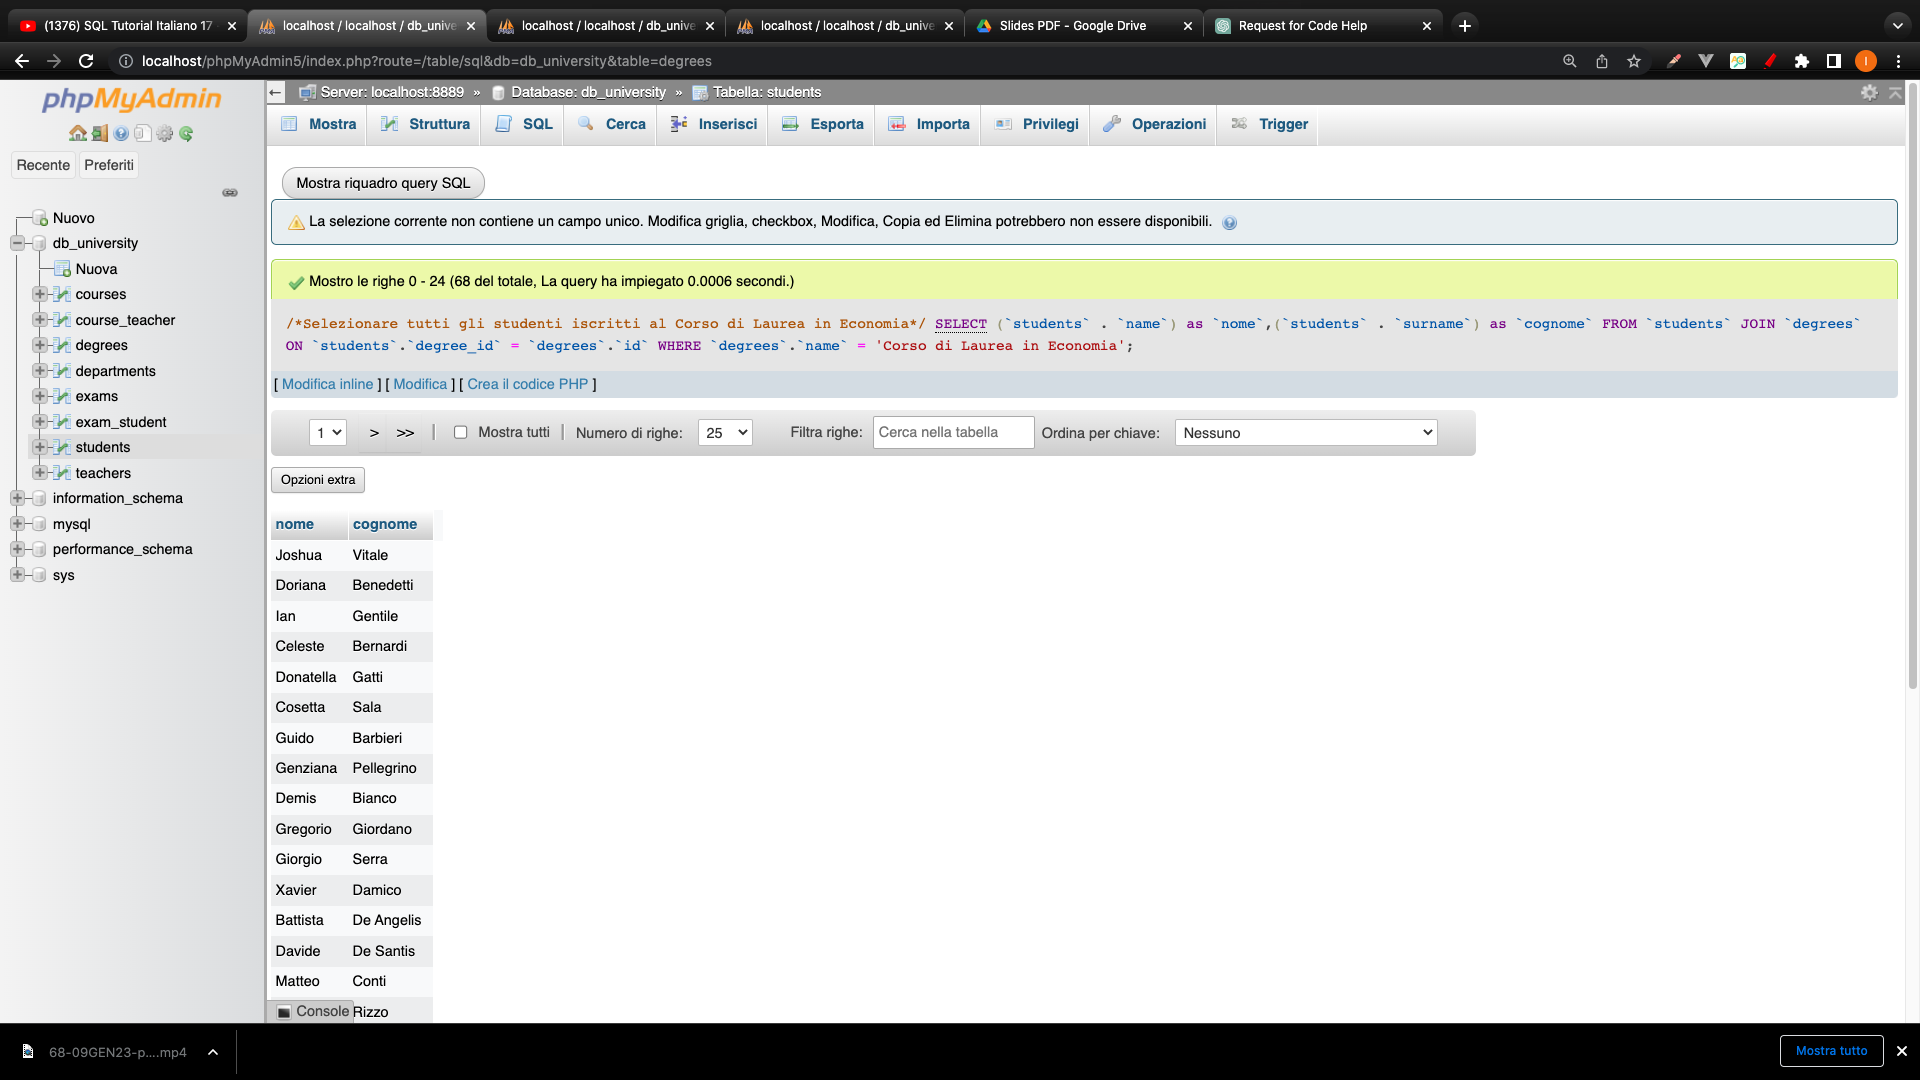 (1376) SQL Tutorial Italiano 17
localhost / localhost / db_unive
localhost / localhost / db_unive
localhost / localhost / db_unive
Slides PDF - Google Drive
Request for Code Help
localhost/phpMyAdmin5/index.php?route=/table/sql&db=db_university&table=degrees
I
phpMyAdmin
Recente
Preferiti
Nuovo
db_university
Nuova
courses
course_teacher
degrees
departments
exams
exam_student
students
teachers
information_schema
mysql
performance_schema
sys
Server: localhost:8889 » Database: db_university » Tabella: students
Mostra
Struttura
SQL
Cerca
Inserisci
Esporta
Importa
Privilegi
Operazioni
Trigger
Mostra riquadro query SQL
La selezione corrente non contiene un campo unico. Modifica griglia, checkbox, Modifica, Copia ed Elimina potrebbero non essere disponibili.
Mostro le righe 0 - 24 (68 del totale, La query ha impiegato 0.0006 secondi.)
/*Selezionare tutti gli studenti iscritti al Corso di Laurea in Economia*/ SELECT (`students` . `name`) as `nome`,(`students` . `surname`) as `cognome` FROM `students` JOIN `degrees`
ON `students`.`degree_id` = `degrees`.`id` WHERE `degrees`.`name` = 'Corso di Laurea in Economia';
[ Modifica inline ] [ Modifica ] [ Crea il codice PHP ]
1 > >> | Mostra tutti | Numero di righe: 25 Filtra righe: Cerca nella tabella Ordina per chiave: Nessuno
Opzioni extra
nome cognome
Joshua Vitale
Doriana Benedetti
Ian Gentile
Celeste Bernardi
Donatella Gatti
Cosetta Sala
Guido Barbieri
Genziana Pellegrino
Demis Bianco
Gregorio Giordano
Giorgio Serra
Xavier Damico
Battista De Angelis
Davide De Santis
Matteo Conti
Console Rizzo
68-09GEN23-p....mp4
Mostra tutto